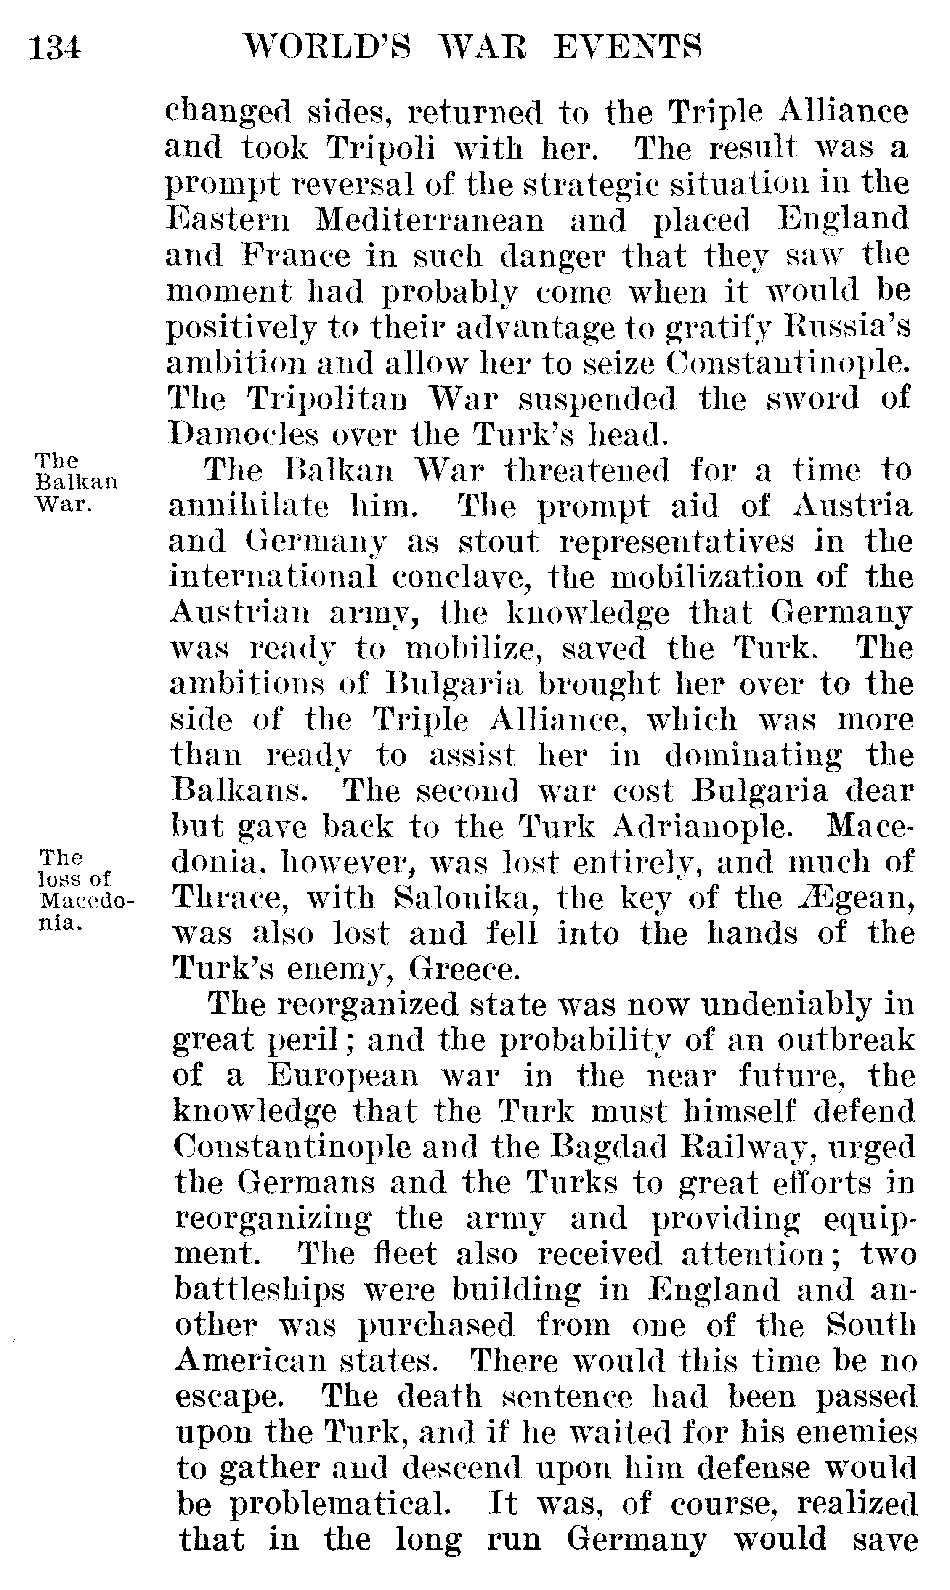 134 WORLD'S WAR EVENTS
changed sides, returned to the Triple Alliance
and took Tripoli with her. The result was a
prompt reversal of the strategic situation in the
Eastern Mediterranean and placed England
and France in such danger that they saw the
moment had probably come when it would be
positively to their advantage to gratify Russia's
ambition and allow her to seize Constantinople.
The Tripolitan War suspended the sword of
Damocles over the Turk's head.
The
Balkan
War.
The Balkan War threatened for a time to
annihilate him. The prompt aid of Austria
and Germany as stout representatives in the
international conclave, the mobilization of the
Austrian army, the knowledge that Germany
was ready to mobilize, saved the Turk. The
ambitions of Bulgaria brought her over to the
side of the Triple Alliance, which was more
than ready to assist her in dominating the
Balkans. The second war cost Bulgaria dear
but gave back to the Turk Adrianople. Mace-
The
loss of
Macedo-
nia.
donia, however, was lost entirely, and much of
Thrace, with Salonika, the key of the Ægean,
was also lost and fell into the hands of the
Turk's enemy, Greece.
The reorganized state was now undeniably in
great peril; and the probability of an outbreak
of a European war in the near future, the
knowledge that the Turk must himself defend
Constantinople and the Bagdad Railway, urged
the Germans and the Turks to great efforts in
reorganizing the army and providing equip-
ment. The fleet also received attention; two
battleships were building in England and an-
other was purchased from one of the South
American states. There would this time be no
escape. The death sentence had been passed
upon the Turk, and if he waited for his enemies
to gather and descend upon him defense would
be problematical. It was, of course, realized
that in the long run Germany would save